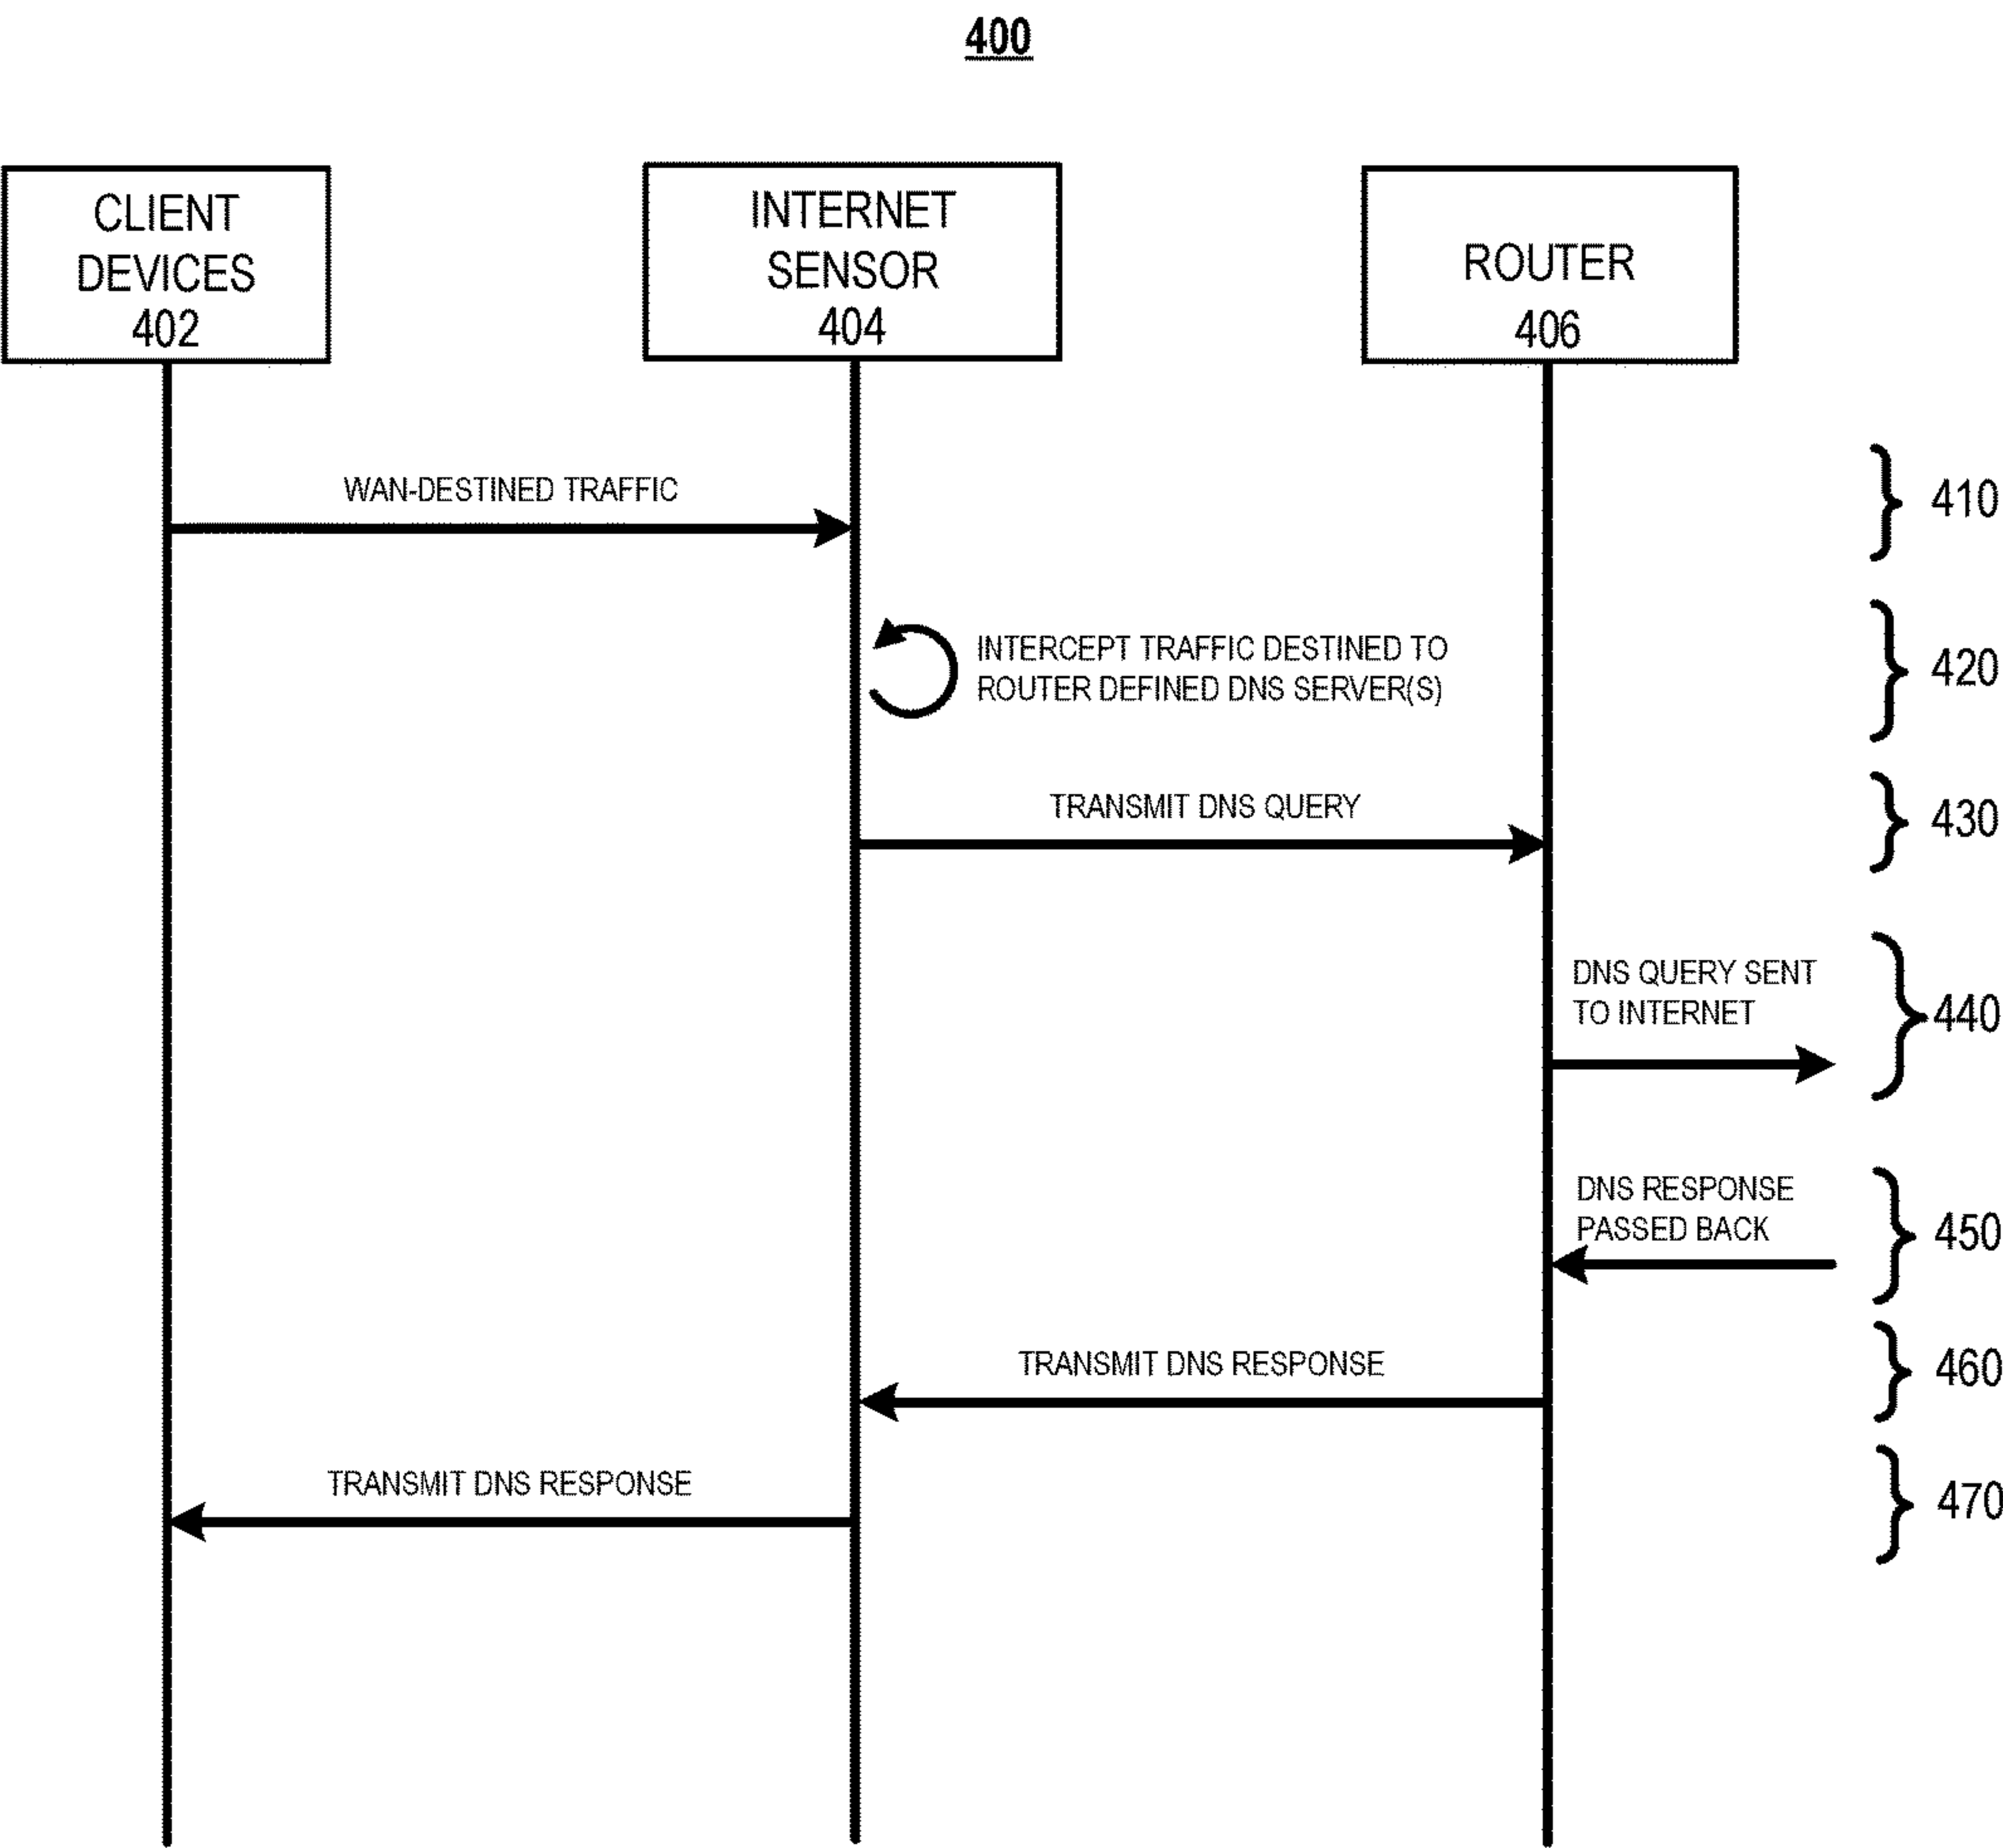 400
CLIENT
DEVICES
402
INTERNET
SENSOR
404
ROUTER
406
WAN-DESTINED TRAFFIC
410
INTERCEPT TRAFFIC DESTINED TO
ROUTER DEFINED DNS SERVER(S)
420
TRANSMIT DNS QUERY
430
DNS QUERY SENT
TO INTERNET
440
DNS RESPONSE
PASSED BACK
450
TRANSMIT DNS RESPONSE
460
TRANSMIT DNS RESPONSE
470